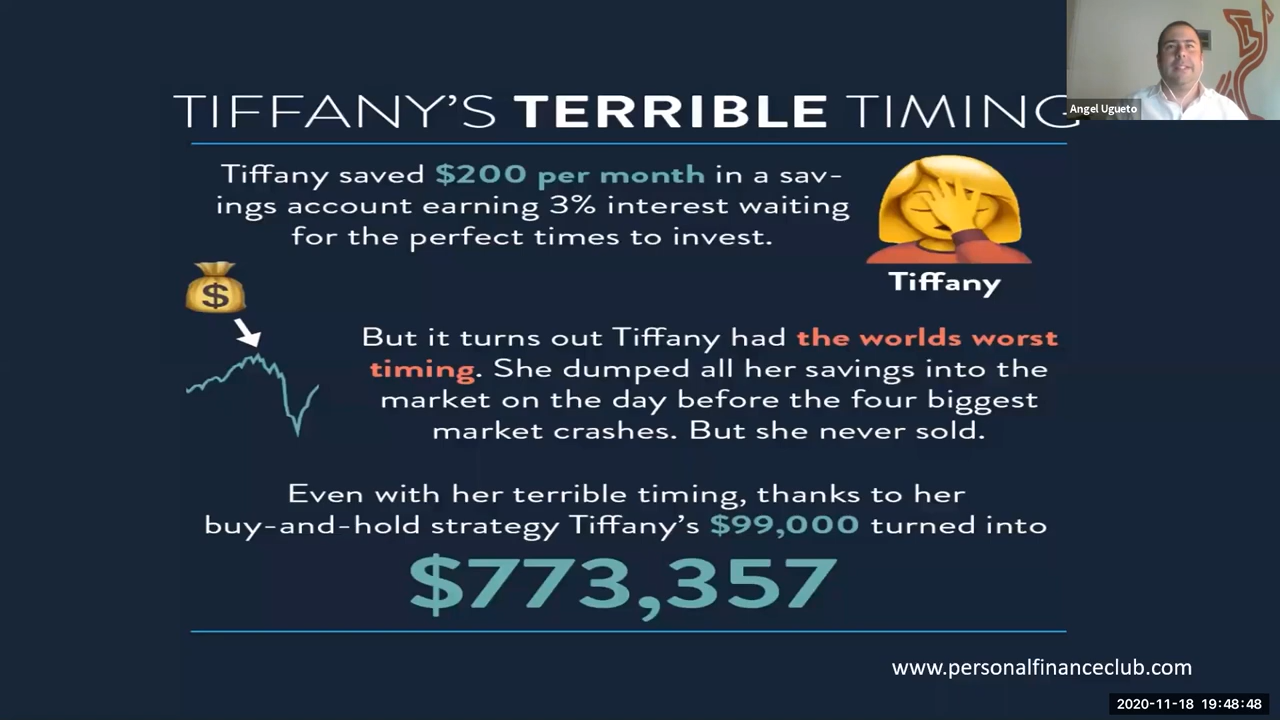 TIFFANY'S TERRIBLE TIMING
Angel Ugueto
Tiffany saved $200 per month in a sav-
ings account earning 3% interest waiting
for the perfect times to invest.
Tiffany
$
But it turns out Tiffany had the worlds worst
timing. She dumped all her savings into the
market on the day before the four biggest
market crashes. But she never sold.
Even with her terrible timing, thanks to her
buy-and-hold strategy Tiffany's $99,000 turned into
$773,357
www.personalfinanceclub.com
2020-11-18 19:48:48